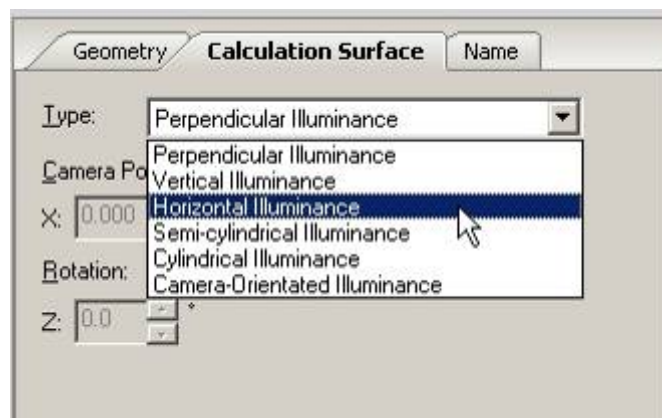 Geometry Calculation Surface Name
Type: Perpendicular Illuminance
Perpendicular Illuminance
Camera Po
Vertical Illuminance
X: 0.000 Horizontal Illuminance
Semi-cylindrical Illuminance
Rotation: Cylindrical Illuminance
Camera-Orientated Illuminance
Z: 0.0 °